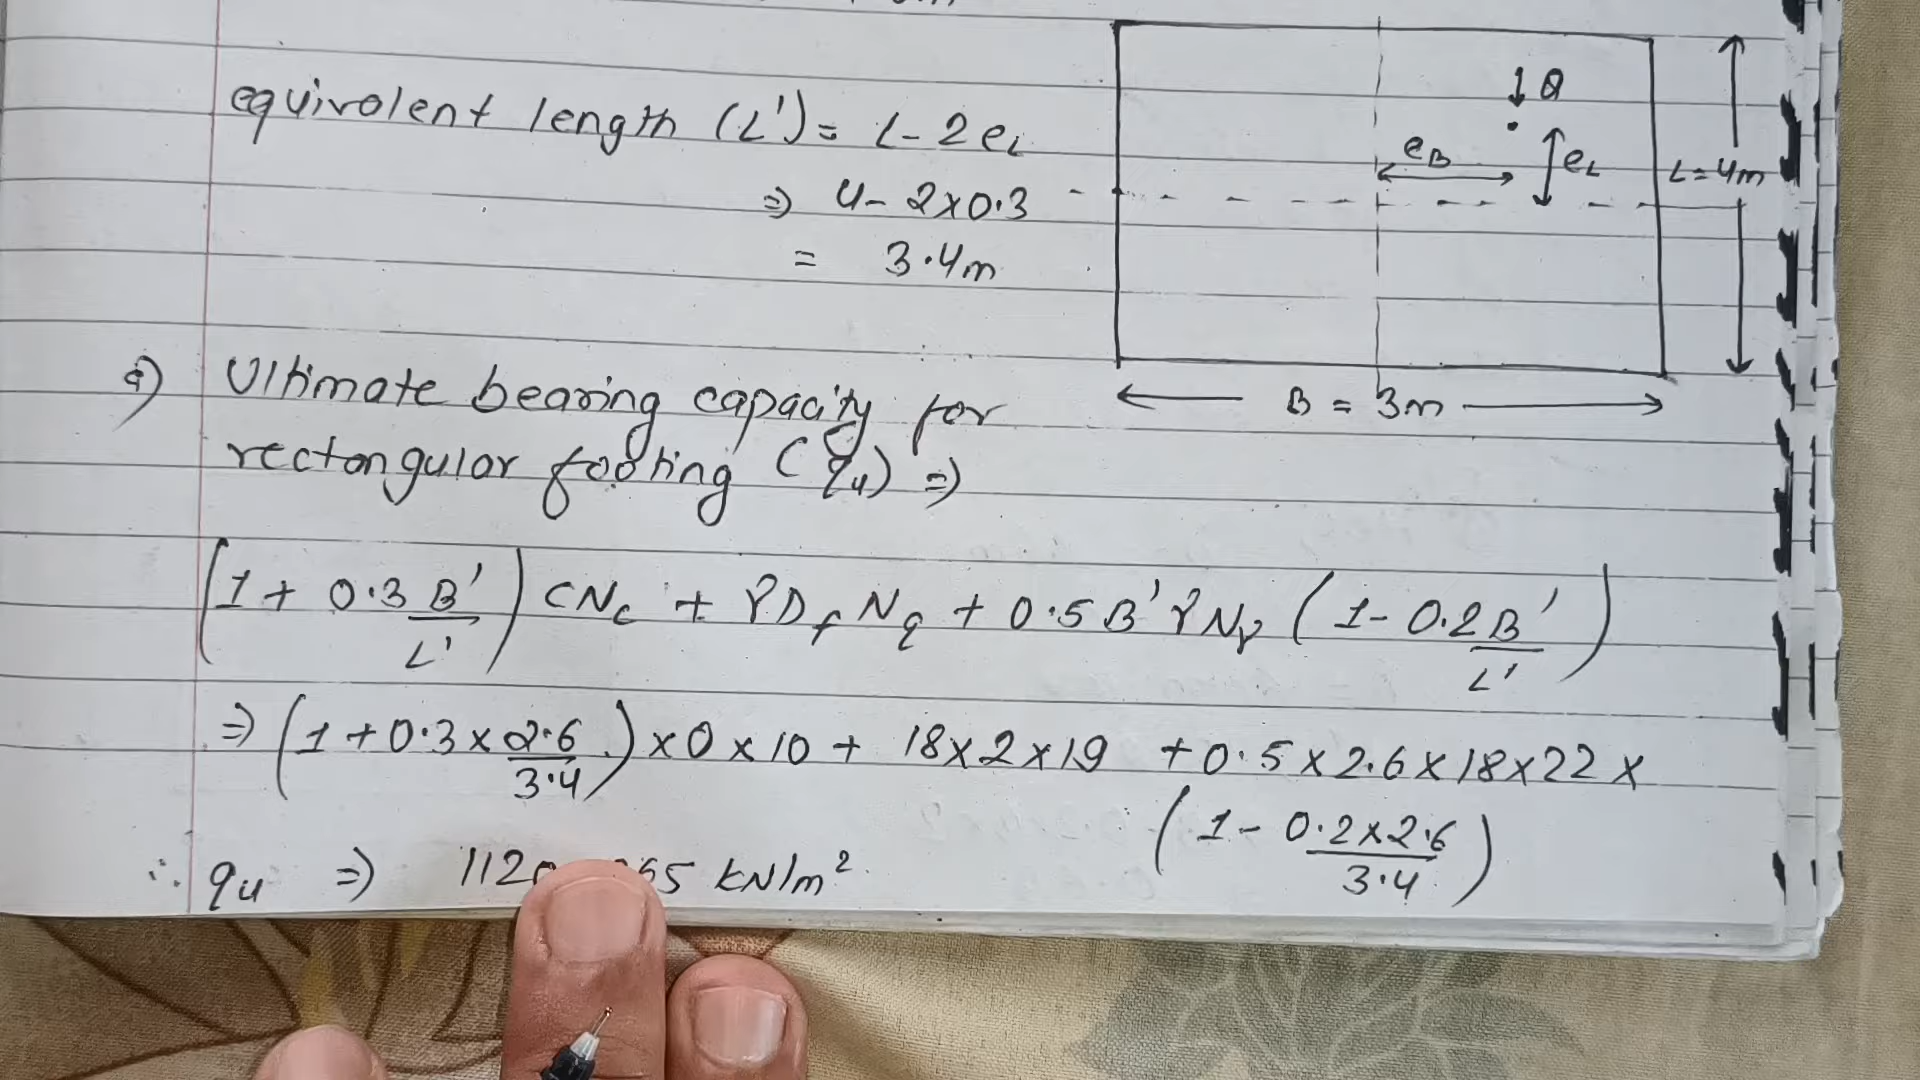 equivalent length (L') = L - 2eL
⇒ 4 - 2×0.3
= 3.4m
↓ Q
eB
eL
L = 4m
B = 3m
Ultimate bearing capacity for
rectangular footing (qu) ⇒
(1 + 0.3 B'/L') CNc + γDf Nq + 0.5 B' γNγ (1 - 0.2 B'/L')
⇒ (1 + 0.3 × 2.6/3.4) × 0 × 10 + 18×2×19 + 0.5×2.6×18×22 ×
(1 - 0.2×2.6/3.4)
∴ qu ⇒ 112 65 kN/m²